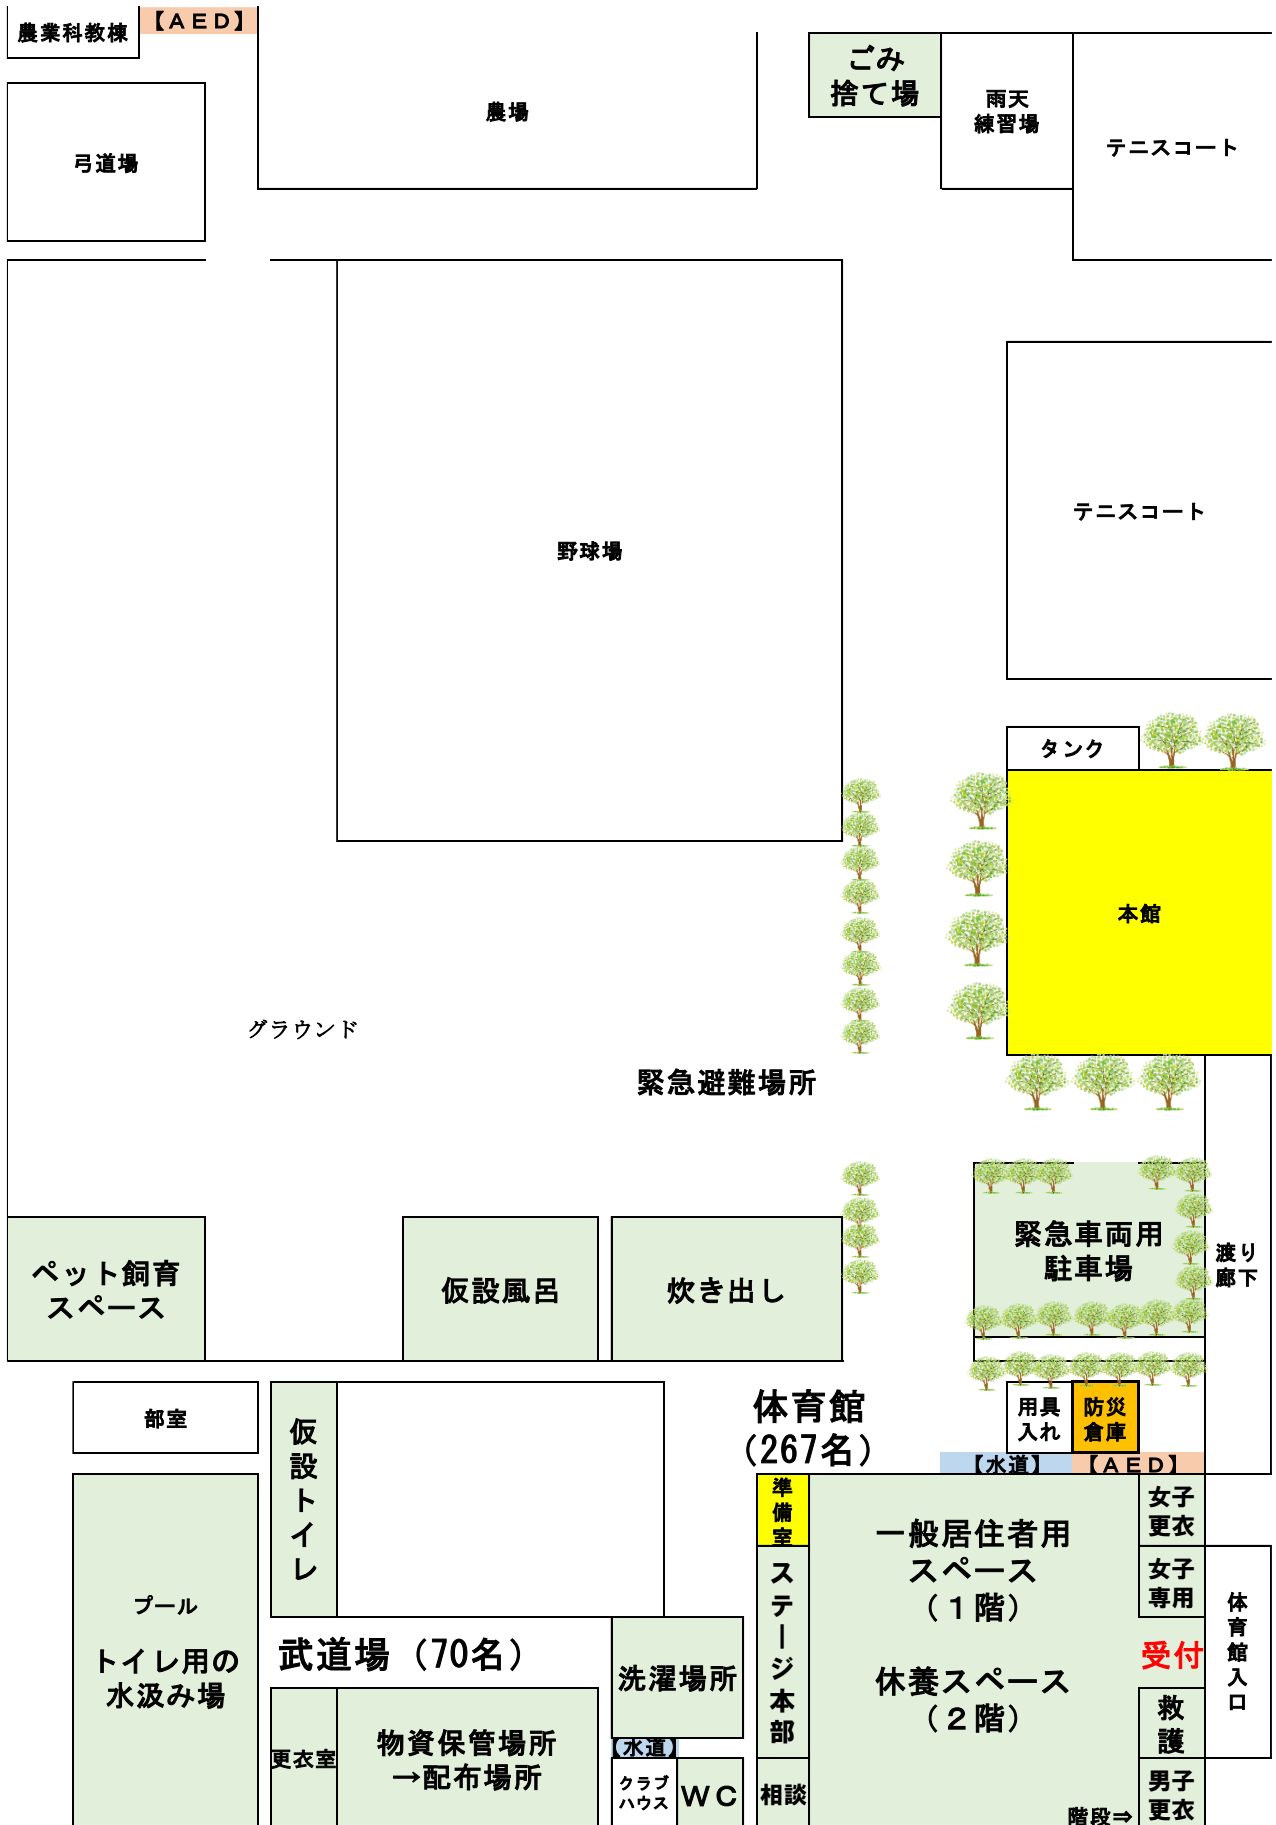 農業科教棟
【ＡＥＤ】
農場
ごみ
捨て場
雨天
練習場
テニスコート
弓道場
野球場
テニスコート
タンク
本館
グラウンド
緊急避難場所
ペット飼育
スペース
仮設風呂
炊き出し
緊急車両用
駐車場
渡り
廊下
部室
仮設トイレ
体育館
（267名）
用具
入れ
防災
倉庫
【水道】
【ＡＥＤ】
準備室
一般居住者用
スペース
（１階）
女子
更衣
女子
専用
ステージ本部
プール
トイレ用の
水汲み場
武道場（70名）
洗濯場所
休養スペース
（２階）
受付
体育館入口
救護
更衣室
物資保管場所
→配布場所
【水道】
クラブ
ハウス
ＷＣ
相談
男子
更衣
階段⇒